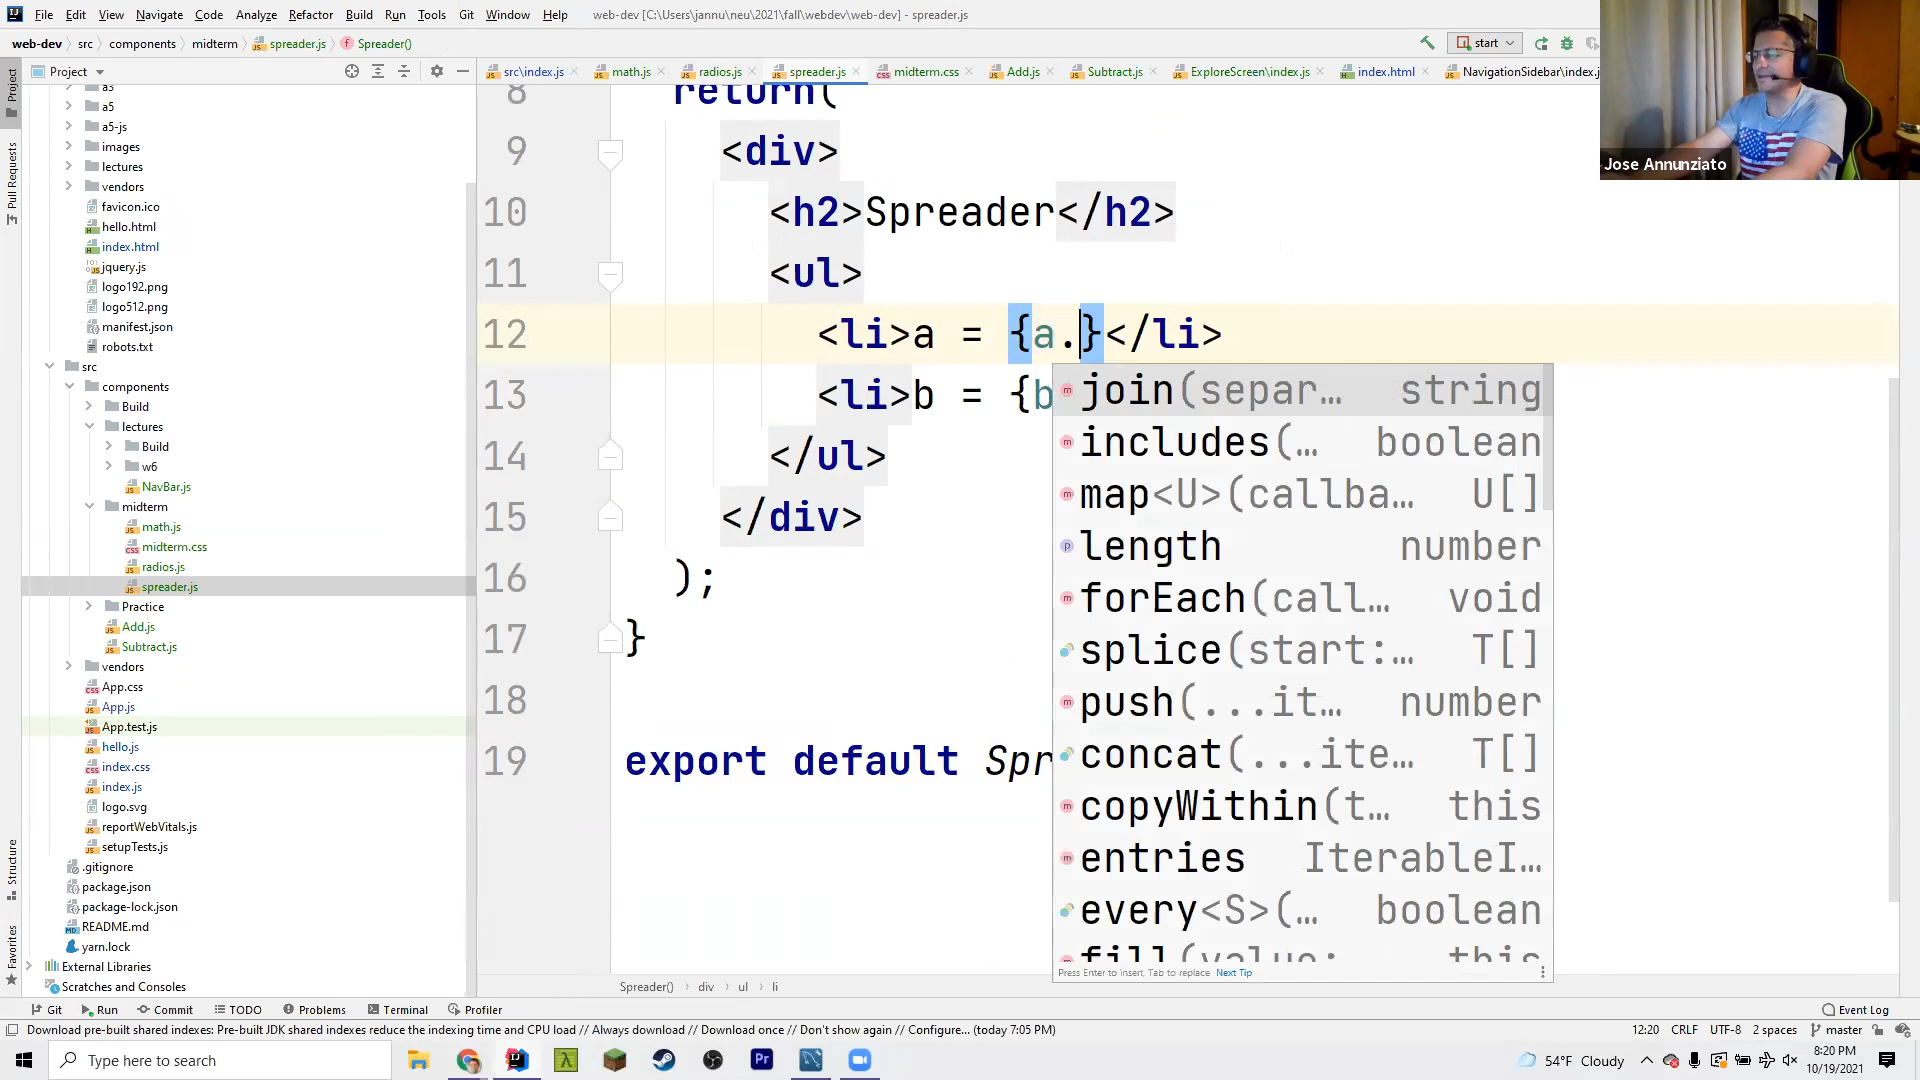 File Edit View Navigate Code Analyze Refactor Build Run Tools Git Window Help web-dev [C:\Users\jannu\neu\2021\fall\webdev\web-dev] - spreader.js
web-dev src components midterm spreader.js Spreader() start
Project src\index.js math.js radios.js spreader.js midterm.css Add.js Subtract.js ExploreScreen\index.js index.html NavigationSidebar\index.j
Jose Annunziato
Project
Pull Requests
Structure
Favorites
a3
a5
a5-js
images
lectures
vendors
favicon.ico
hello.html
index.html
jquery.js
logo192.png
logo512.png
manifest.json
robots.txt
src
components
Build
lectures
Build
w6
NavBar.js
midterm
math.js
midterm.css
radios.js
spreader.js
Practice
Add.js
Subtract.js
vendors
App.css
App.js
App.test.js
hello.js
index.css
index.js
logo.svg
reportWebVitals.js
setupTests.js
.gitignore
package.json
package-lock.json
README.md
yarn.lock
External Libraries
Scratches and Consoles
8 return(
9 <div>
10 <h2>Spreader</h2>
11 <ul>
12 <li>a = {a.}</li>
13 <li>b = {b
14 </ul>
15 </div>
16 );
17 }
18
19 export default Spr
join(separ… string
includes(… boolean
map<U>(callba… U[]
length number
forEach(call… void
splice(start:… T[]
push(...it… number
concat(...ite… T[]
copyWithin(t… this
entries IterableI…
every<S>(… boolean
fill(value: this
Press Enter to insert, Tab to replace Next Tip
Spreader() div ul li
Git Run Commit TODO Problems Terminal Profiler Event Log
Download pre-built shared indexes: Pre-built JDK shared indexes reduce the indexing time and CPU load // Always download // Download once // Don't show again // Configure... (today 7:05 PM) 12:20 CRLF UTF-8 2 spaces master
Type here to search 54°F Cloudy 8:20 PM
10/19/2021